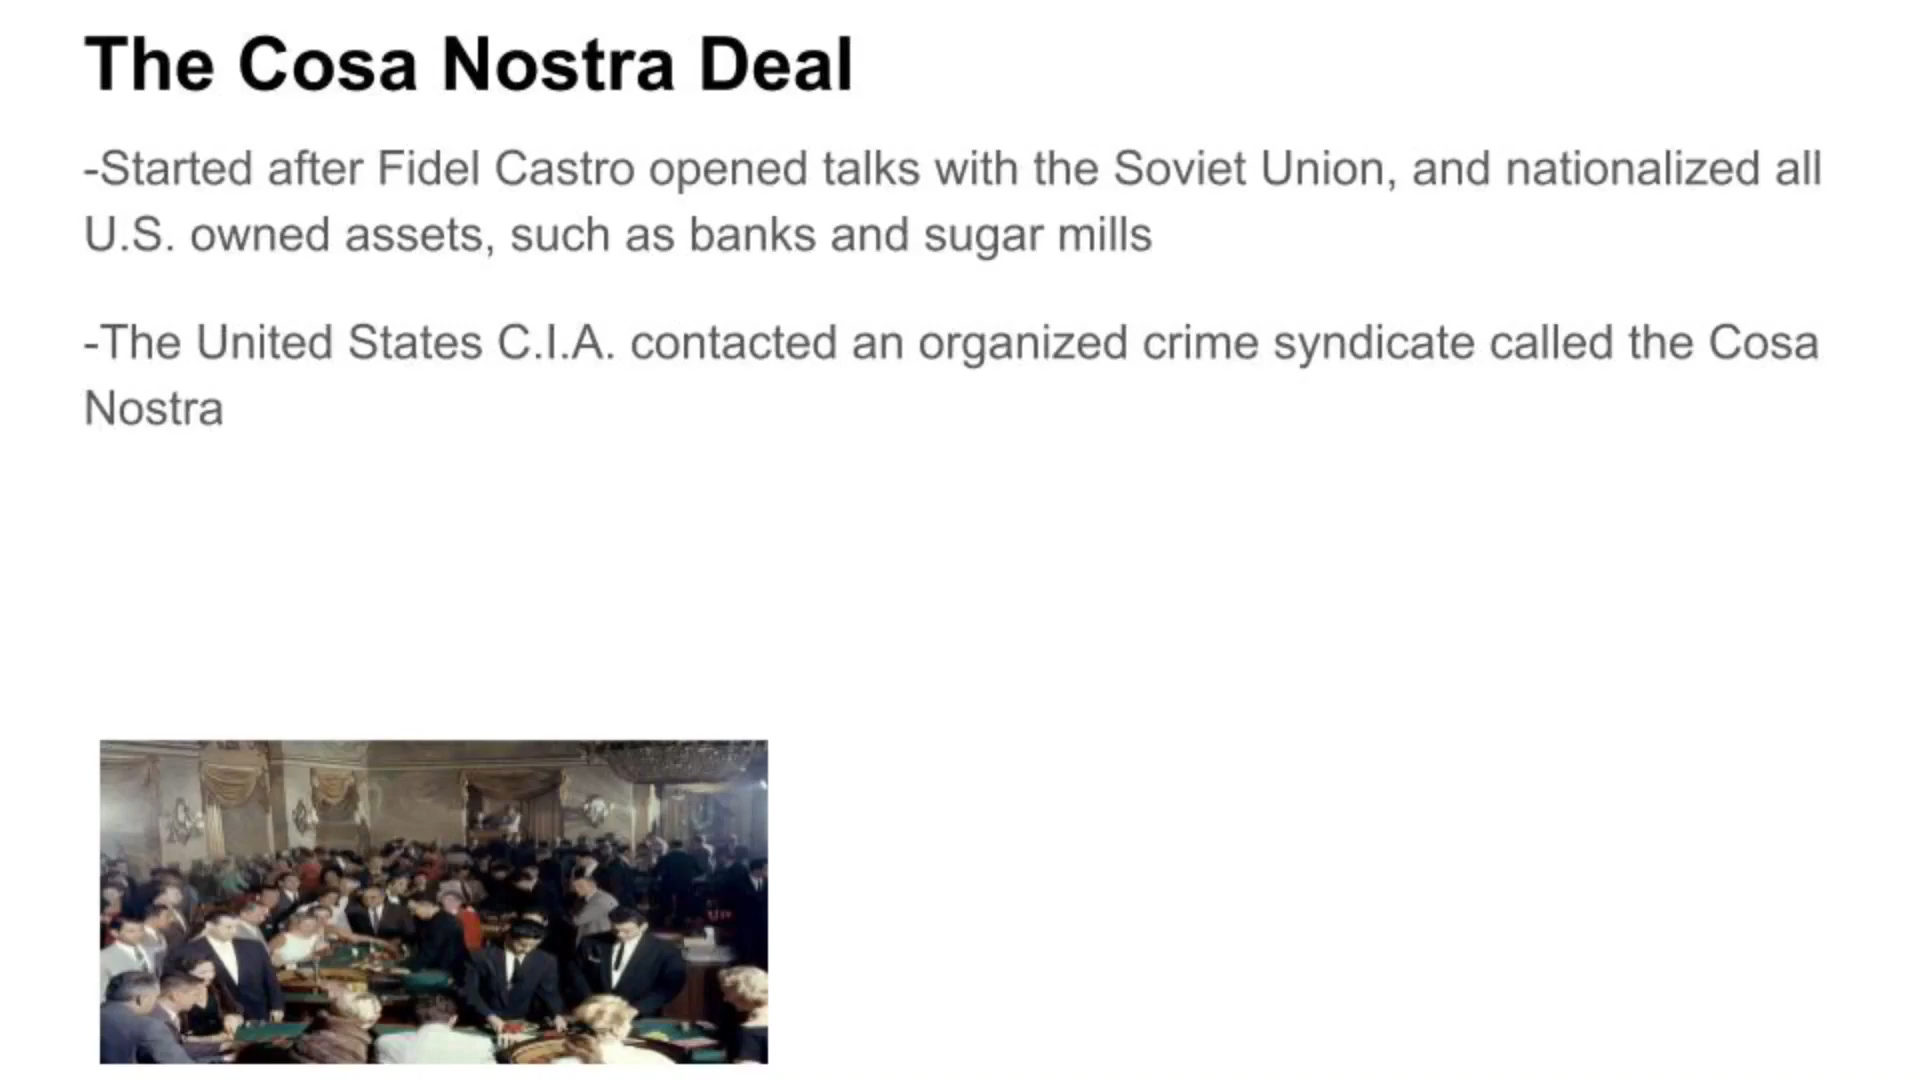 The Cosa Nostra Deal
-Started after Fidel Castro opened talks with the Soviet Union, and nationalized all
U.S. owned assets, such as banks and sugar mills
-The United States C.I.A. contacted an organized crime syndicate called the Cosa
Nostra